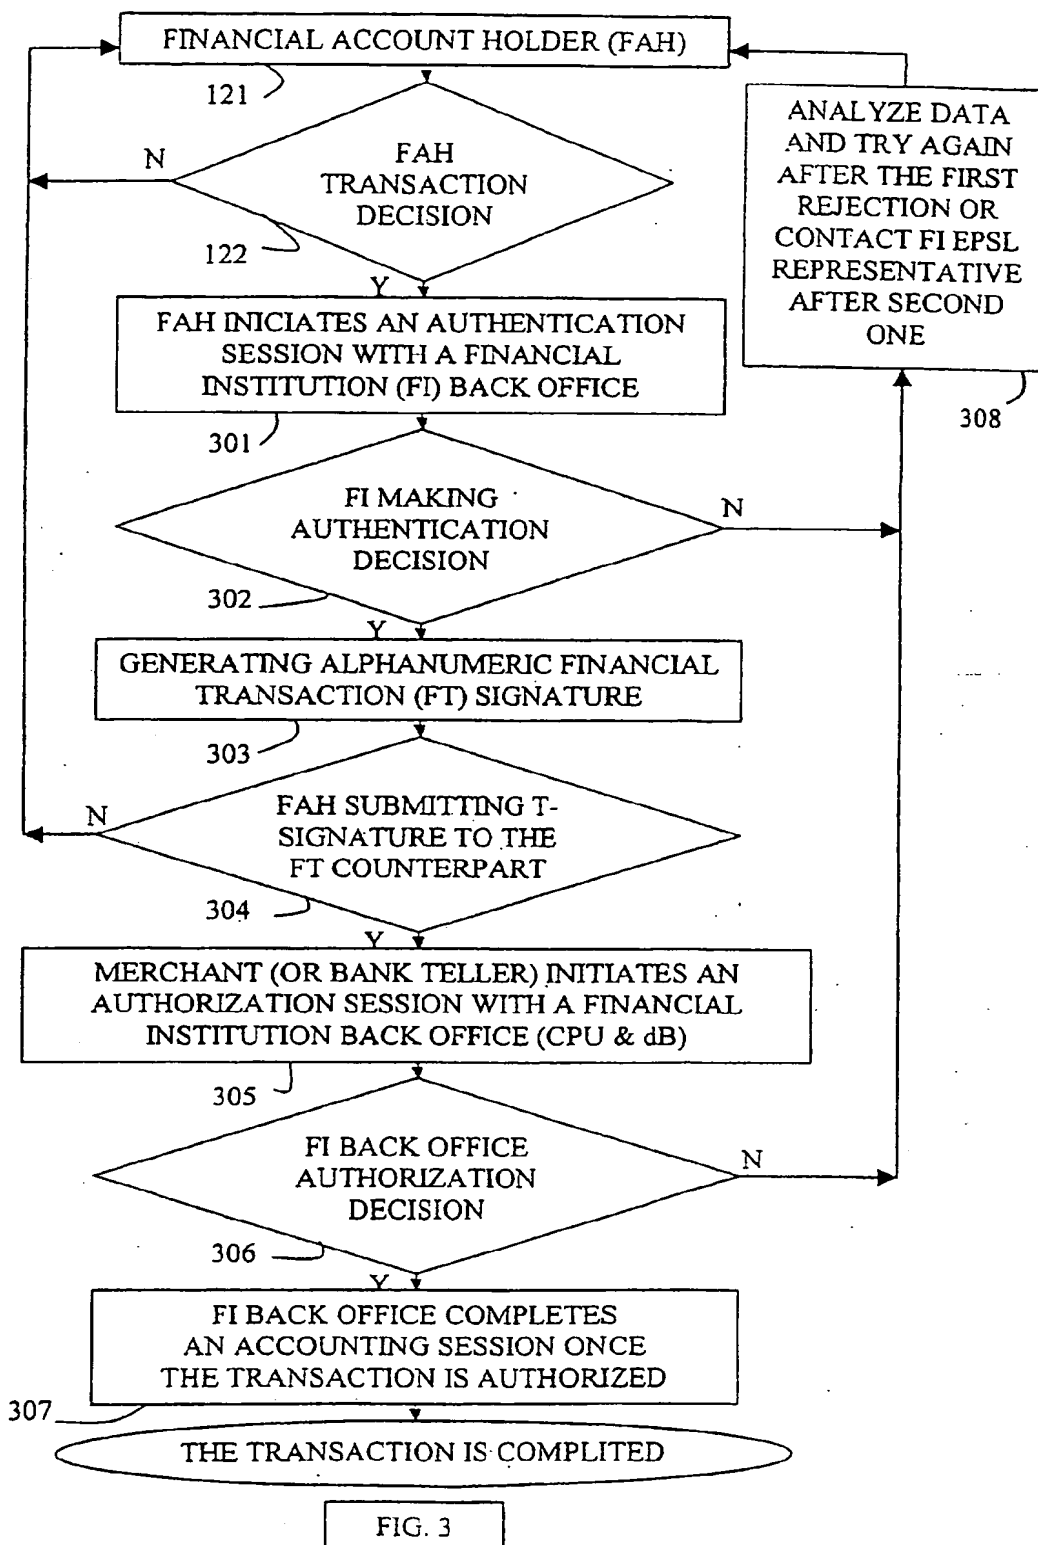 FINANCIAL ACCOUNT HOLDER (FAH)
121
FAH
TRANSACTION
DECISION
N
122
Y
ANALYZE DATA
AND TRY AGAIN
AFTER THE FIRST
REJECTION OR
CONTACT FI EPSL
REPRESENTATIVE
AFTER SECOND
ONE
308
FAH INICIATES AN AUTHENTICATION
SESSION WITH A FINANCIAL
INSTITUTION (FI) BACK OFFICE
301
FI MAKING
AUTHENTICATION
DECISION
N
302
Y
GENERATING ALPHANUMERIC FINANCIAL
TRANSACTION (FT) SIGNATURE
303
N
FAH SUBMITTING T-
SIGNATURE TO THE
FT COUNTERPART
304
Y
MERCHANT (OR BANK TELLER) INITIATES AN
AUTHORIZATION SESSION WITH A FINANCIAL
INSTITUTION BACK OFFICE (CPU & dB)
305
FI BACK OFFICE
AUTHORIZATION
DECISION
N
306
Y
FI BACK OFFICE COMPLETES
AN ACCOUNTING SESSION ONCE
THE TRANSACTION IS AUTHORIZED
307
THE TRANSACTION IS COMPLITED
FIG. 3